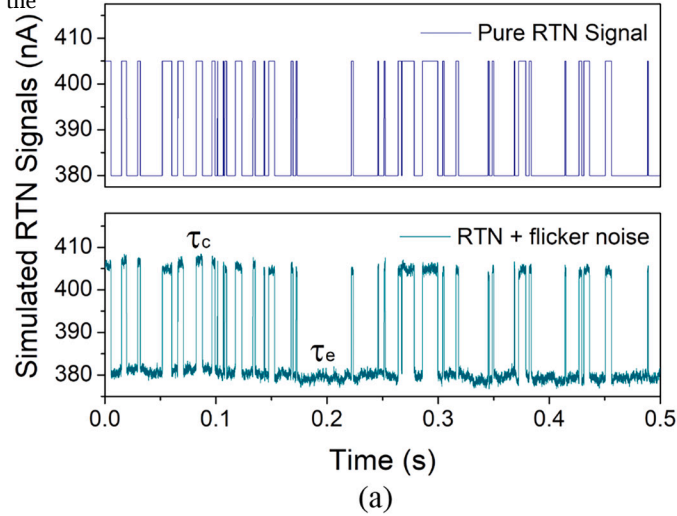 the
Simulated RTN Signals (nA)
410
400
390
380
Pure RTN Signal
410
400
390
380
τc
τe
RTN + flicker noise
0.0 0.1 0.2 0.3 0.4 0.5
Time (s)
(a)